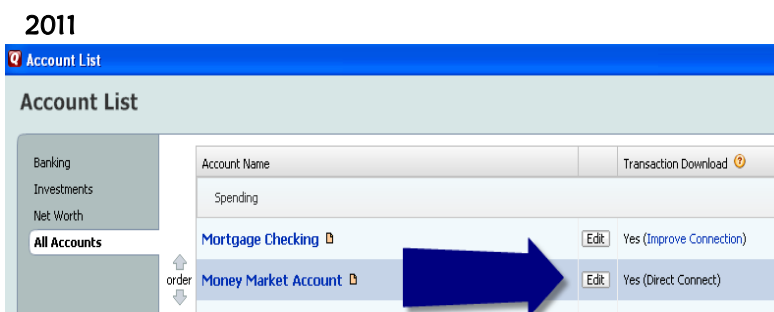 2011
Account List
Account List
Banking
Investments
Net Worth
All Accounts
order
Account Name Transaction Download ?
Spending
Mortgage Checking Edit Yes (Improve Connection)
Money Market Account Edit Yes (Direct Connect)